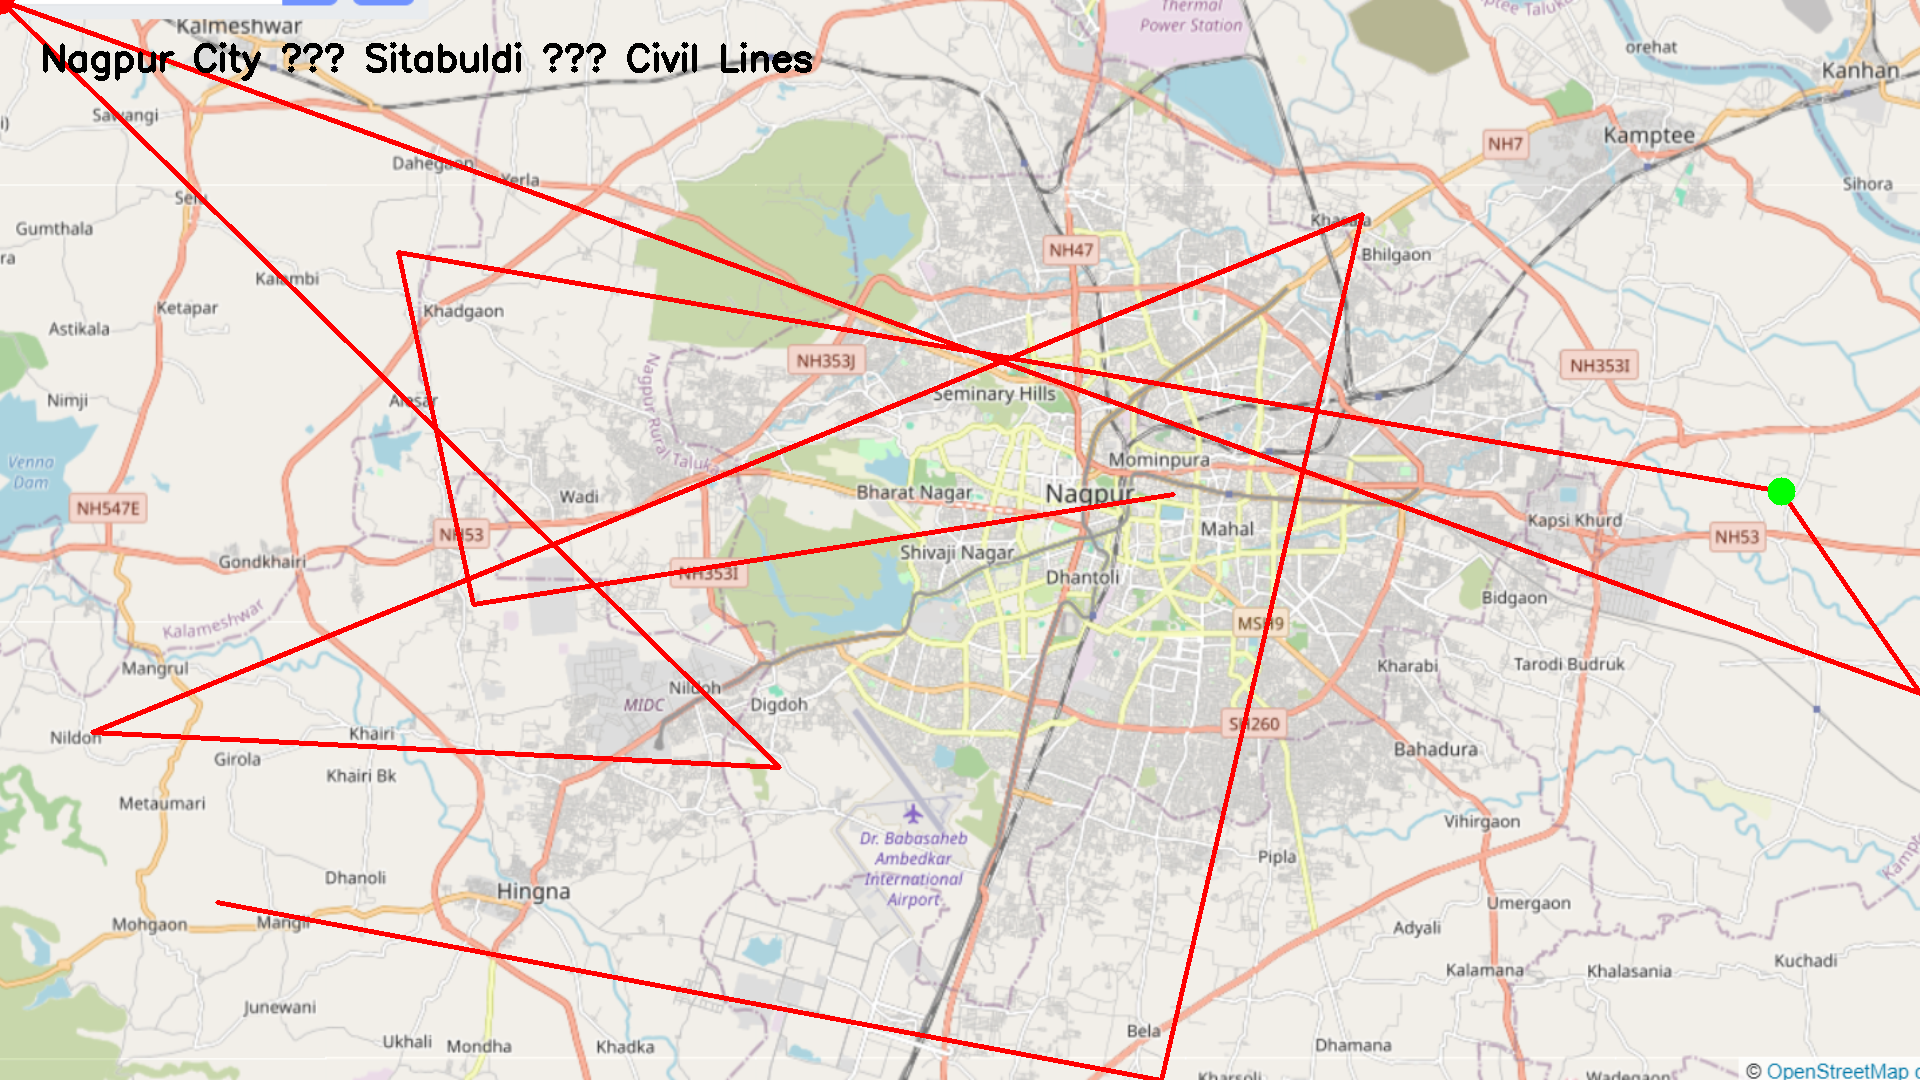 Kalmeshwar
Thermal
Power Station
orehat
Kanhan
Nagpur City ??? Sitabuldi ??? Civil Lines
Sawangi
Kamptee
NH7
Dahegaon
Yerla
Sihora
Gumthala
Khasala
NH47
Bhilgaon
Kalambi
Ketapar
Khadgaon
Astikala
NH353J
NH353I
Seminary Hills
Nimji
Nagpur Rural Taluka
Mominpura
Venna
Dam
Wadi
Bharat Nagar
Nagpur
NH547E
Mahal
Kapsi Khurd
NH53
NH53
Gondkhairi
Shivaji Nagar
NH353I
Dhantoli
Bidgaon
Kalameshwar
MSH9
Mangrul
Kharabi
Tarodi Budruk
Nildoh
MIDC
Digdoh
SH260
Nildoh
Khairi
Girola
Khairi Bk
Bahadura
Metaumari
Vihirgaon
Dr. Babasaheb
Ambedkar
International
Airport
Pipla
Dhanoli
Hingna
Umergaon
Mohgaon
Mangli
Adyali
Kuchadi
Kalamana
Khalasania
Junewani
Bela
Ukhali
Mondha
Khadka
Dhamana
Kharsoli
Wadegaon
© OpenStreetMap